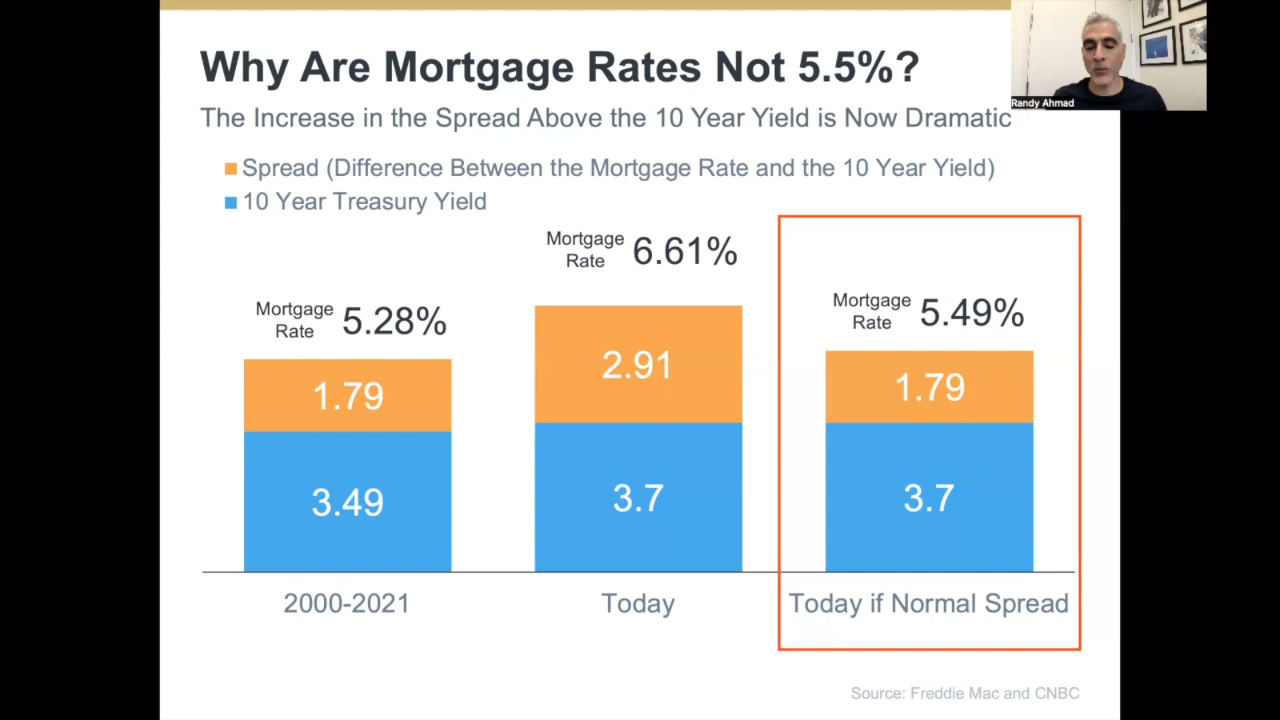 Why Are Mortgage Rates Not 5.5%?
The Increase in the Spread Above the 10 Year Yield is Now Dramatic
Randy Ahmad
Spread (Difference Between the Mortgage Rate and the 10 Year Yield)
10 Year Treasury Yield
Mortgage
Rate
5.28%
1.79
3.49
2000-2021
Mortgage
Rate
6.61%
2.91
3.7
Today
Mortgage
Rate
5.49%
1.79
3.7
Today if Normal Spread
Source: Freddie Mac and CNBC